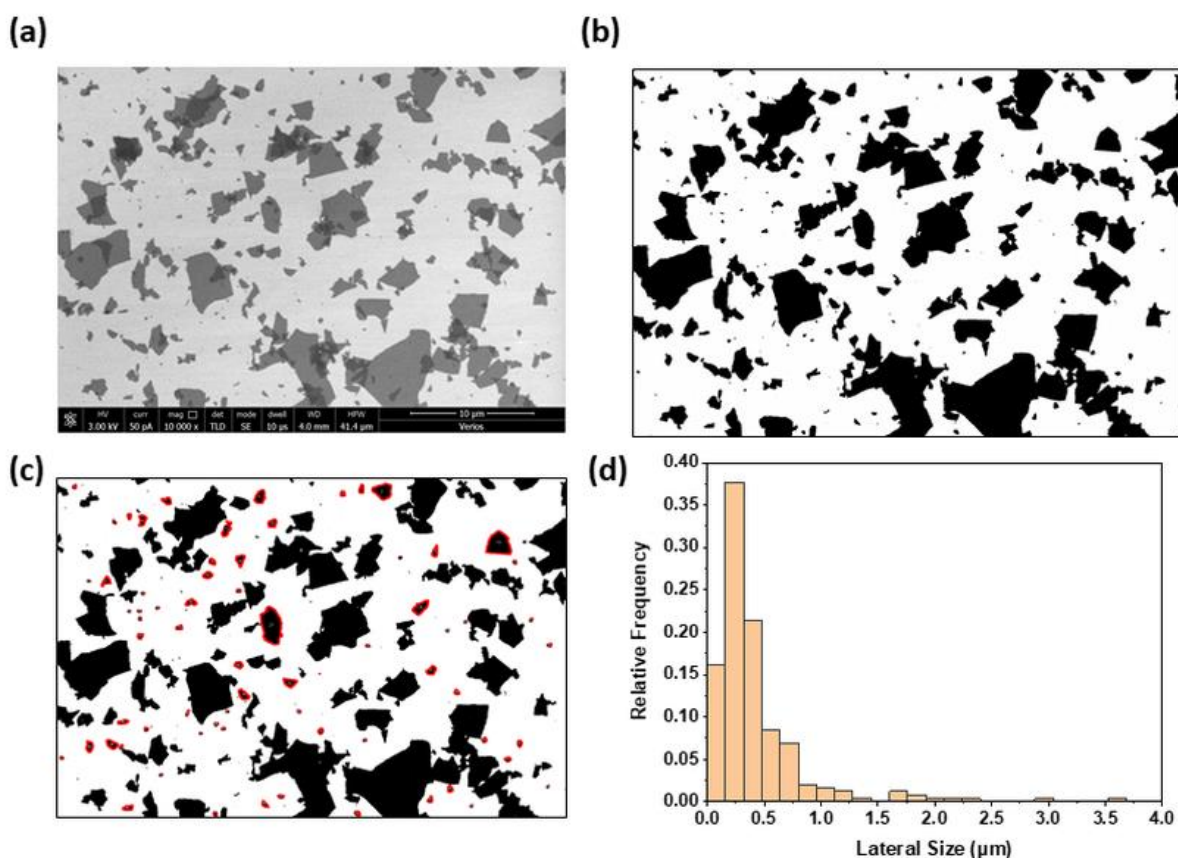 (a)
(b)
HV curr mag det mode dwell WD HFW 10 µm
3.00 kV 50 pA 10 000 x TLD SE 10 µs 4.0 mm 41.4 µm Verios
(c)
(d)
0.40
0.35
0.30
0.25
0.20
0.15
0.10
0.05
0.00
Relative Frequency
0.0 0.5 1.0 1.5 2.0 2.5 3.0 3.5 4.0
Lateral Size (µm)